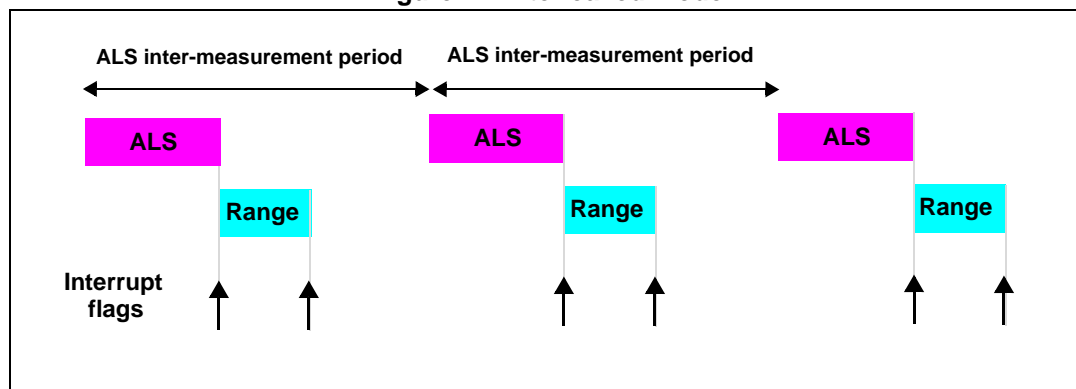 ALS inter-measurement period
ALS inter-measurement period
ALS
ALS
ALS
Range
Range
Range
Interrupt
flags